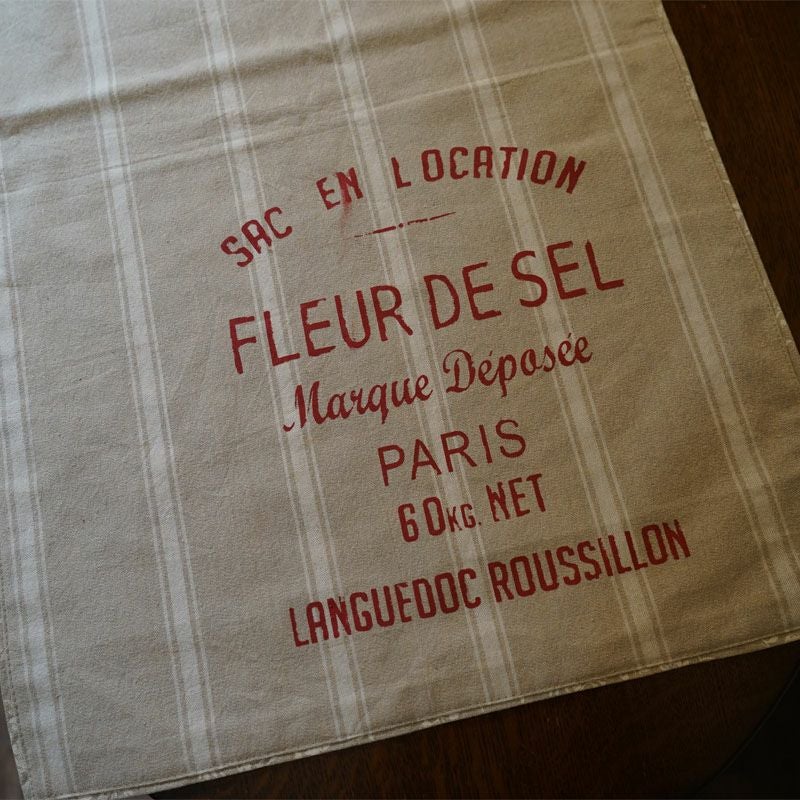 SAC EN LOCATION
FLEUR DE SEL
Marque Déposée
PARIS
60KG. NET
LANGUEDOC ROUSSILLON